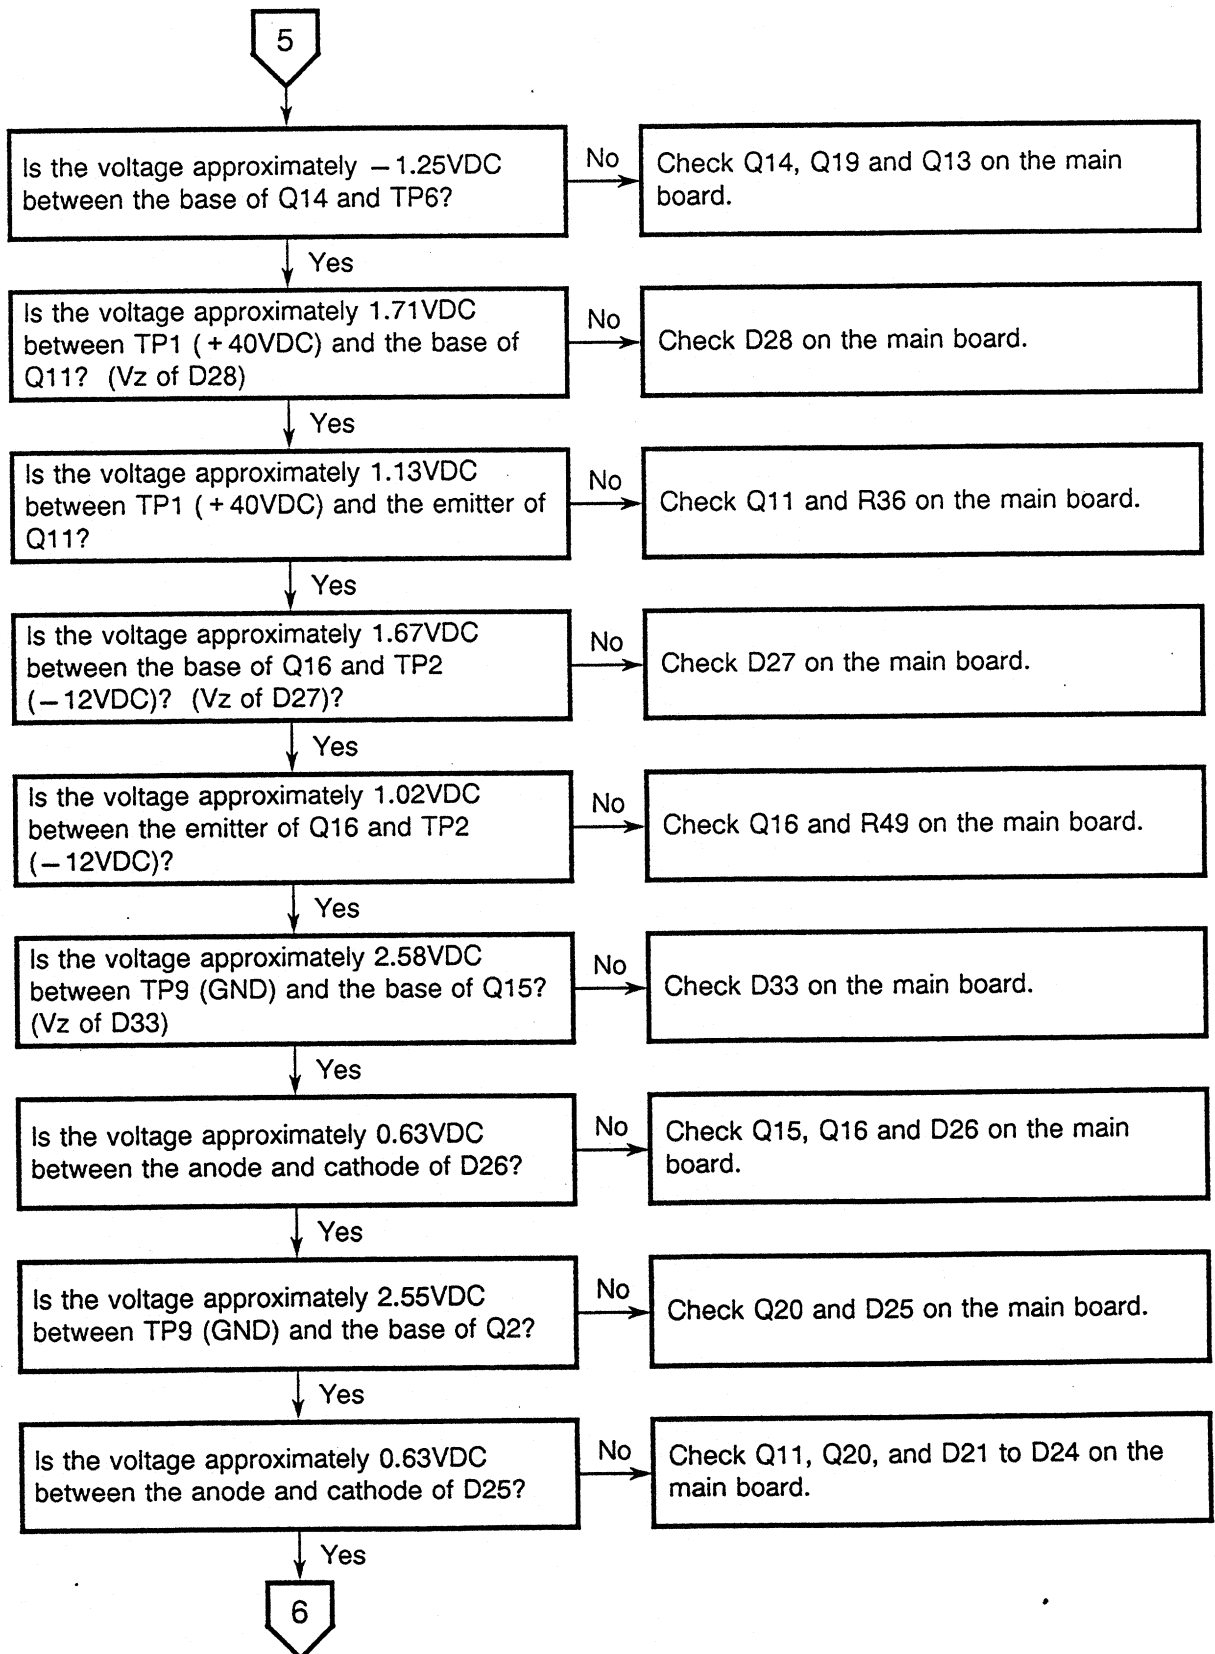 5
Is the voltage approximately −1.25VDC
between the base of Q14 and TP6?
No
Check Q14, Q19 and Q13 on the main
board.
Yes
Is the voltage approximately 1.71VDC
between TP1 (+40VDC) and the base of
Q11? (Vz of D28)
No
Check D28 on the main board.
Yes
Is the voltage approximately 1.13VDC
between TP1 (+40VDC) and the emitter of
Q11?
No
Check Q11 and R36 on the main board.
Yes
Is the voltage approximately 1.67VDC
between the base of Q16 and TP2
(−12VDC)? (Vz of D27)?
No
Check D27 on the main board.
Yes
Is the voltage approximately 1.02VDC
between the emitter of Q16 and TP2
(−12VDC)?
No
Check Q16 and R49 on the main board.
Yes
Is the voltage approximately 2.58VDC
between TP9 (GND) and the base of Q15?
(Vz of D33)
No
Check D33 on the main board.
Yes
Is the voltage approximately 0.63VDC
between the anode and cathode of D26?
No
Check Q15, Q16 and D26 on the main
board.
Yes
Is the voltage approximately 2.55VDC
between TP9 (GND) and the base of Q2?
No
Check Q20 and D25 on the main board.
Yes
Is the voltage approximately 0.63VDC
between the anode and cathode of D25?
No
Check Q11, Q20, and D21 to D24 on the
main board.
Yes
6